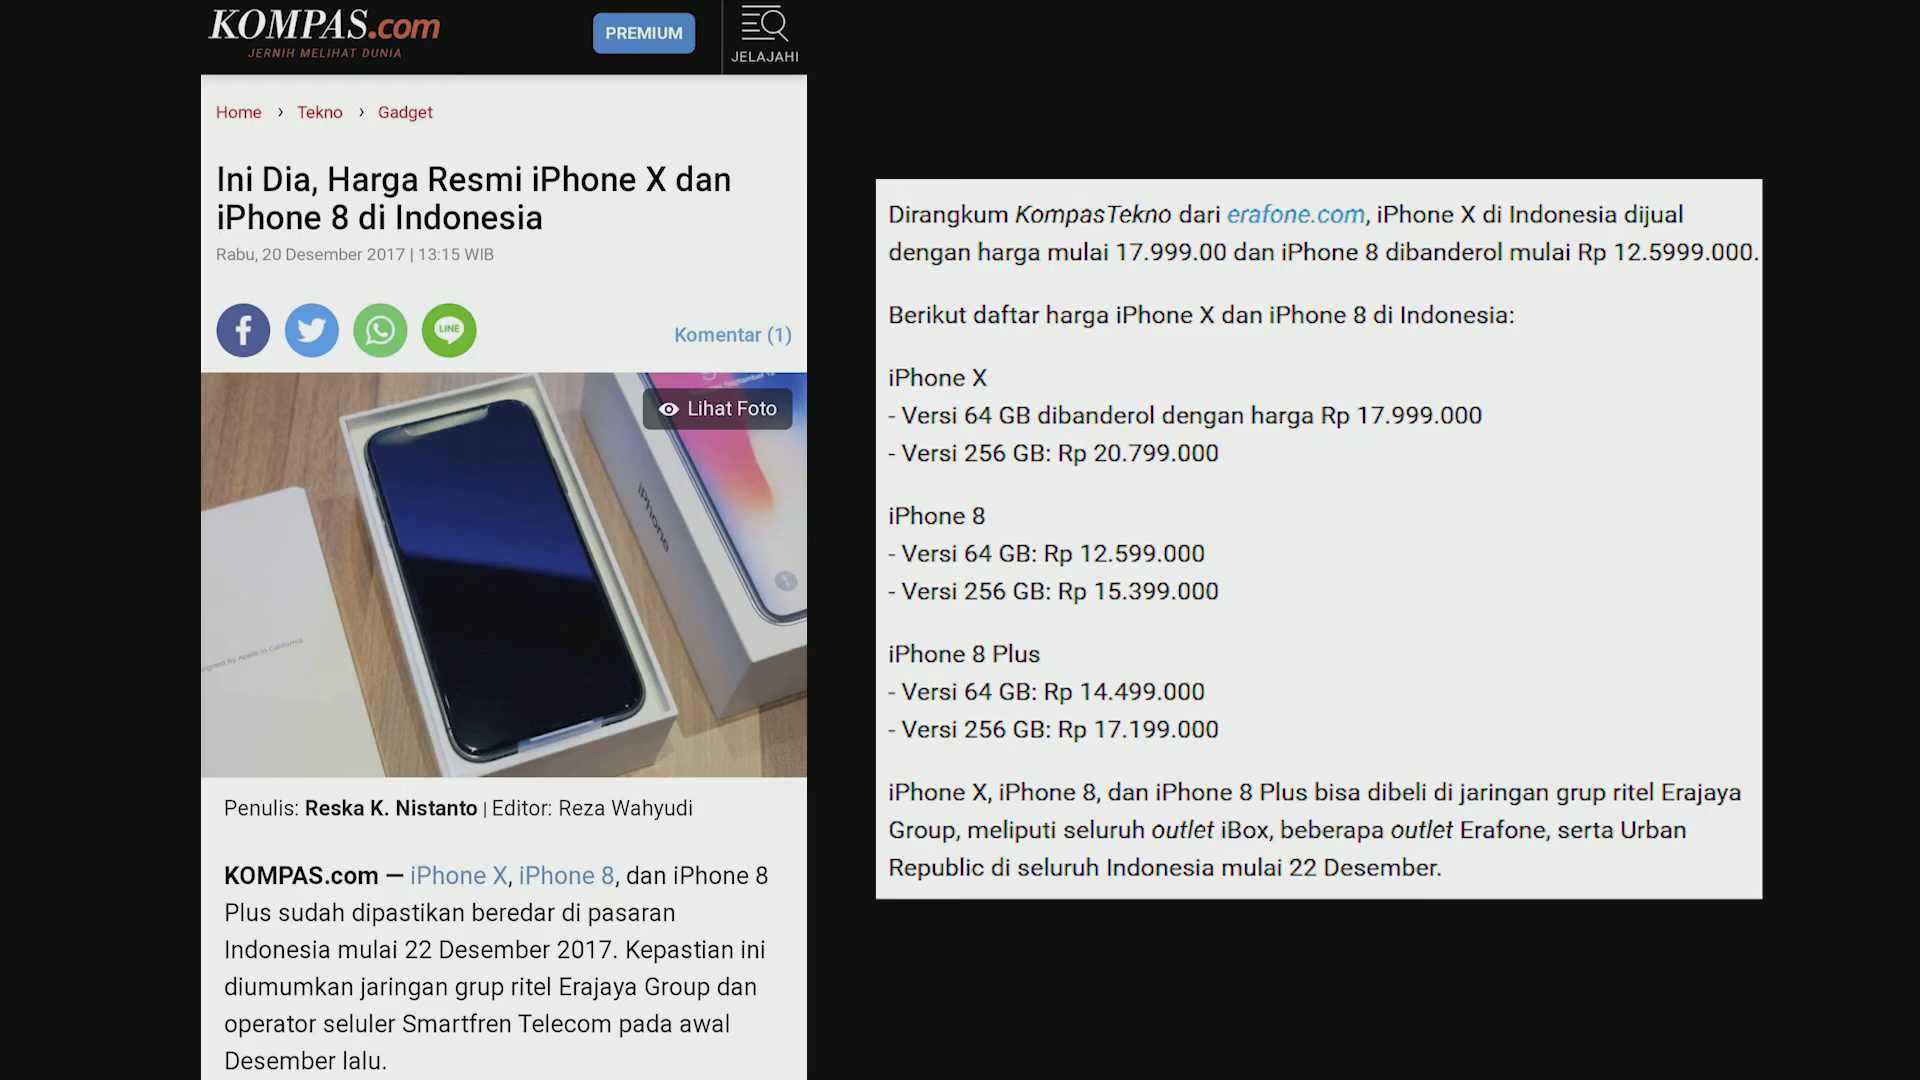 KOMPAS.com
JERNIH MELIHAT DUNIA
PREMIUM
JELAJAHI
Home › Tekno › Gadget
Ini Dia, Harga Resmi iPhone X dan
iPhone 8 di Indonesia
Rabu, 20 Desember 2017 | 13:15 WIB
LINE
Komentar (1)
Lihat Foto
iPhone
signed by Apple in California
Penulis: Reska K. Nistanto | Editor: Reza Wahyudi
KOMPAS.com — iPhone X, iPhone 8, dan iPhone 8
Plus sudah dipastikan beredar di pasaran
Indonesia mulai 22 Desember 2017. Kepastian ini
diumumkan jaringan grup ritel Erajaya Group dan
operator seluler Smartfren Telecom pada awal
Desember lalu.
Dirangkum KompasTekno dari erafone.com, iPhone X di Indonesia dijual
dengan harga mulai 17.999.00 dan iPhone 8 dibanderol mulai Rp 12.5999.000.
Berikut daftar harga iPhone X dan iPhone 8 di Indonesia:
iPhone X
- Versi 64 GB dibanderol dengan harga Rp 17.999.000
- Versi 256 GB: Rp 20.799.000
iPhone 8
- Versi 64 GB: Rp 12.599.000
- Versi 256 GB: Rp 15.399.000
iPhone 8 Plus
- Versi 64 GB: Rp 14.499.000
- Versi 256 GB: Rp 17.199.000
iPhone X, iPhone 8, dan iPhone 8 Plus bisa dibeli di jaringan grup ritel Erajaya
Group, meliputi seluruh outlet iBox, beberapa outlet Erafone, serta Urban
Republic di seluruh Indonesia mulai 22 Desember.